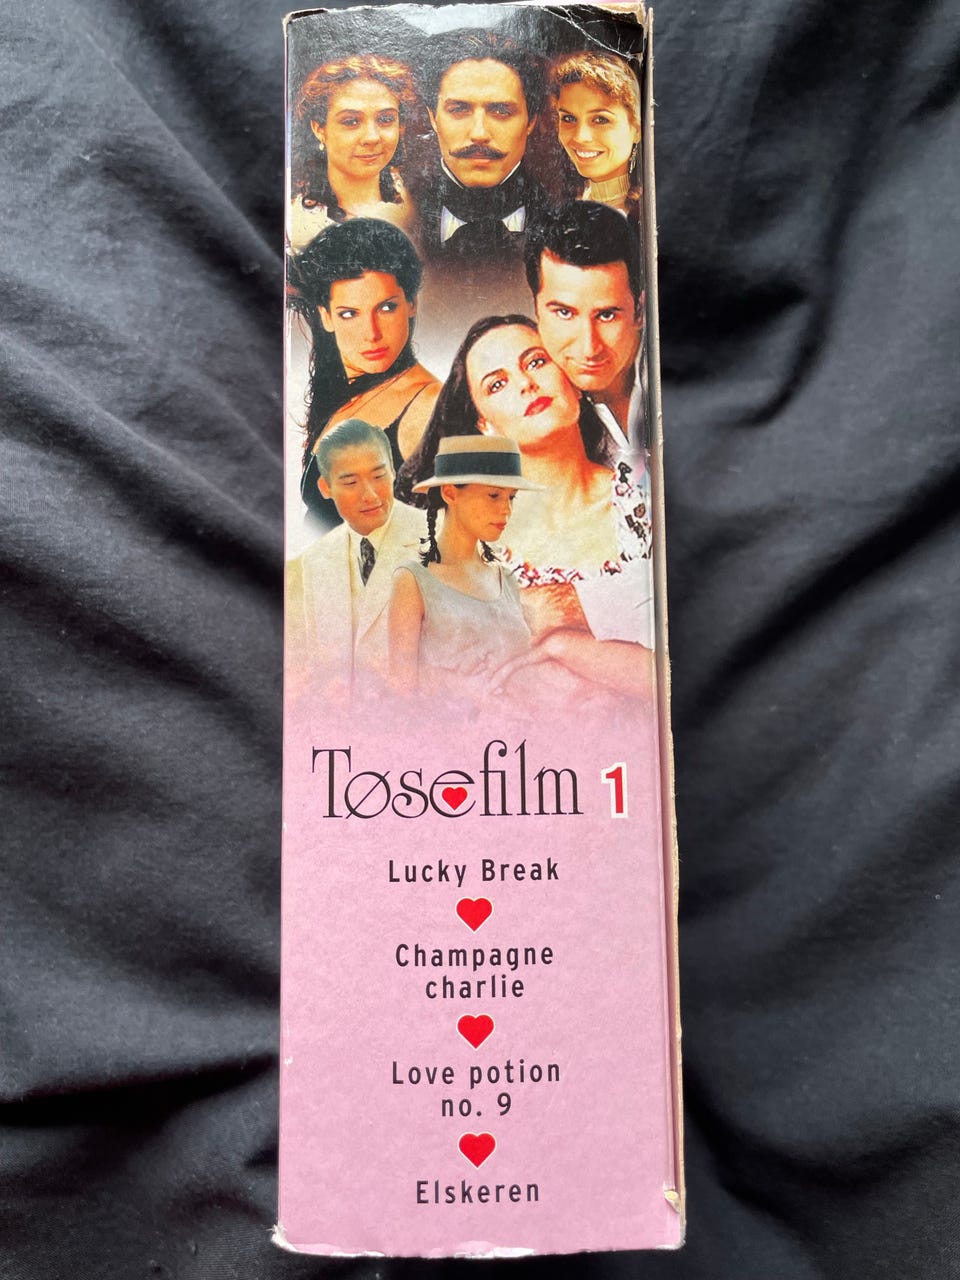 Tøsefilm 1
Lucky Break
Champagne
charlie
Love potion
no. 9
Elskeren